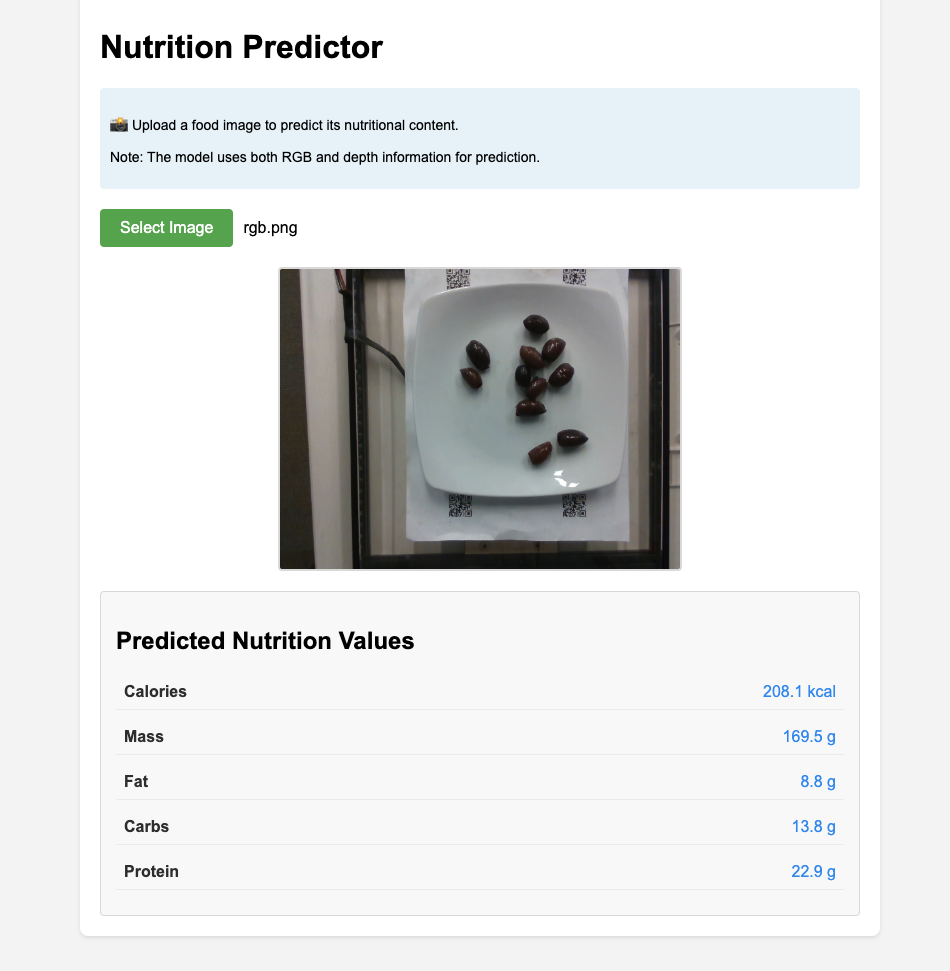 Nutrition Predictor
📸 Upload a food image to predict its nutritional content.
Note: The model uses both RGB and depth information for prediction.
Select Image rgb.png
Predicted Nutrition Values
Calories 208.1 kcal
Mass 169.5 g
Fat 8.8 g
Carbs 13.8 g
Protein 22.9 g